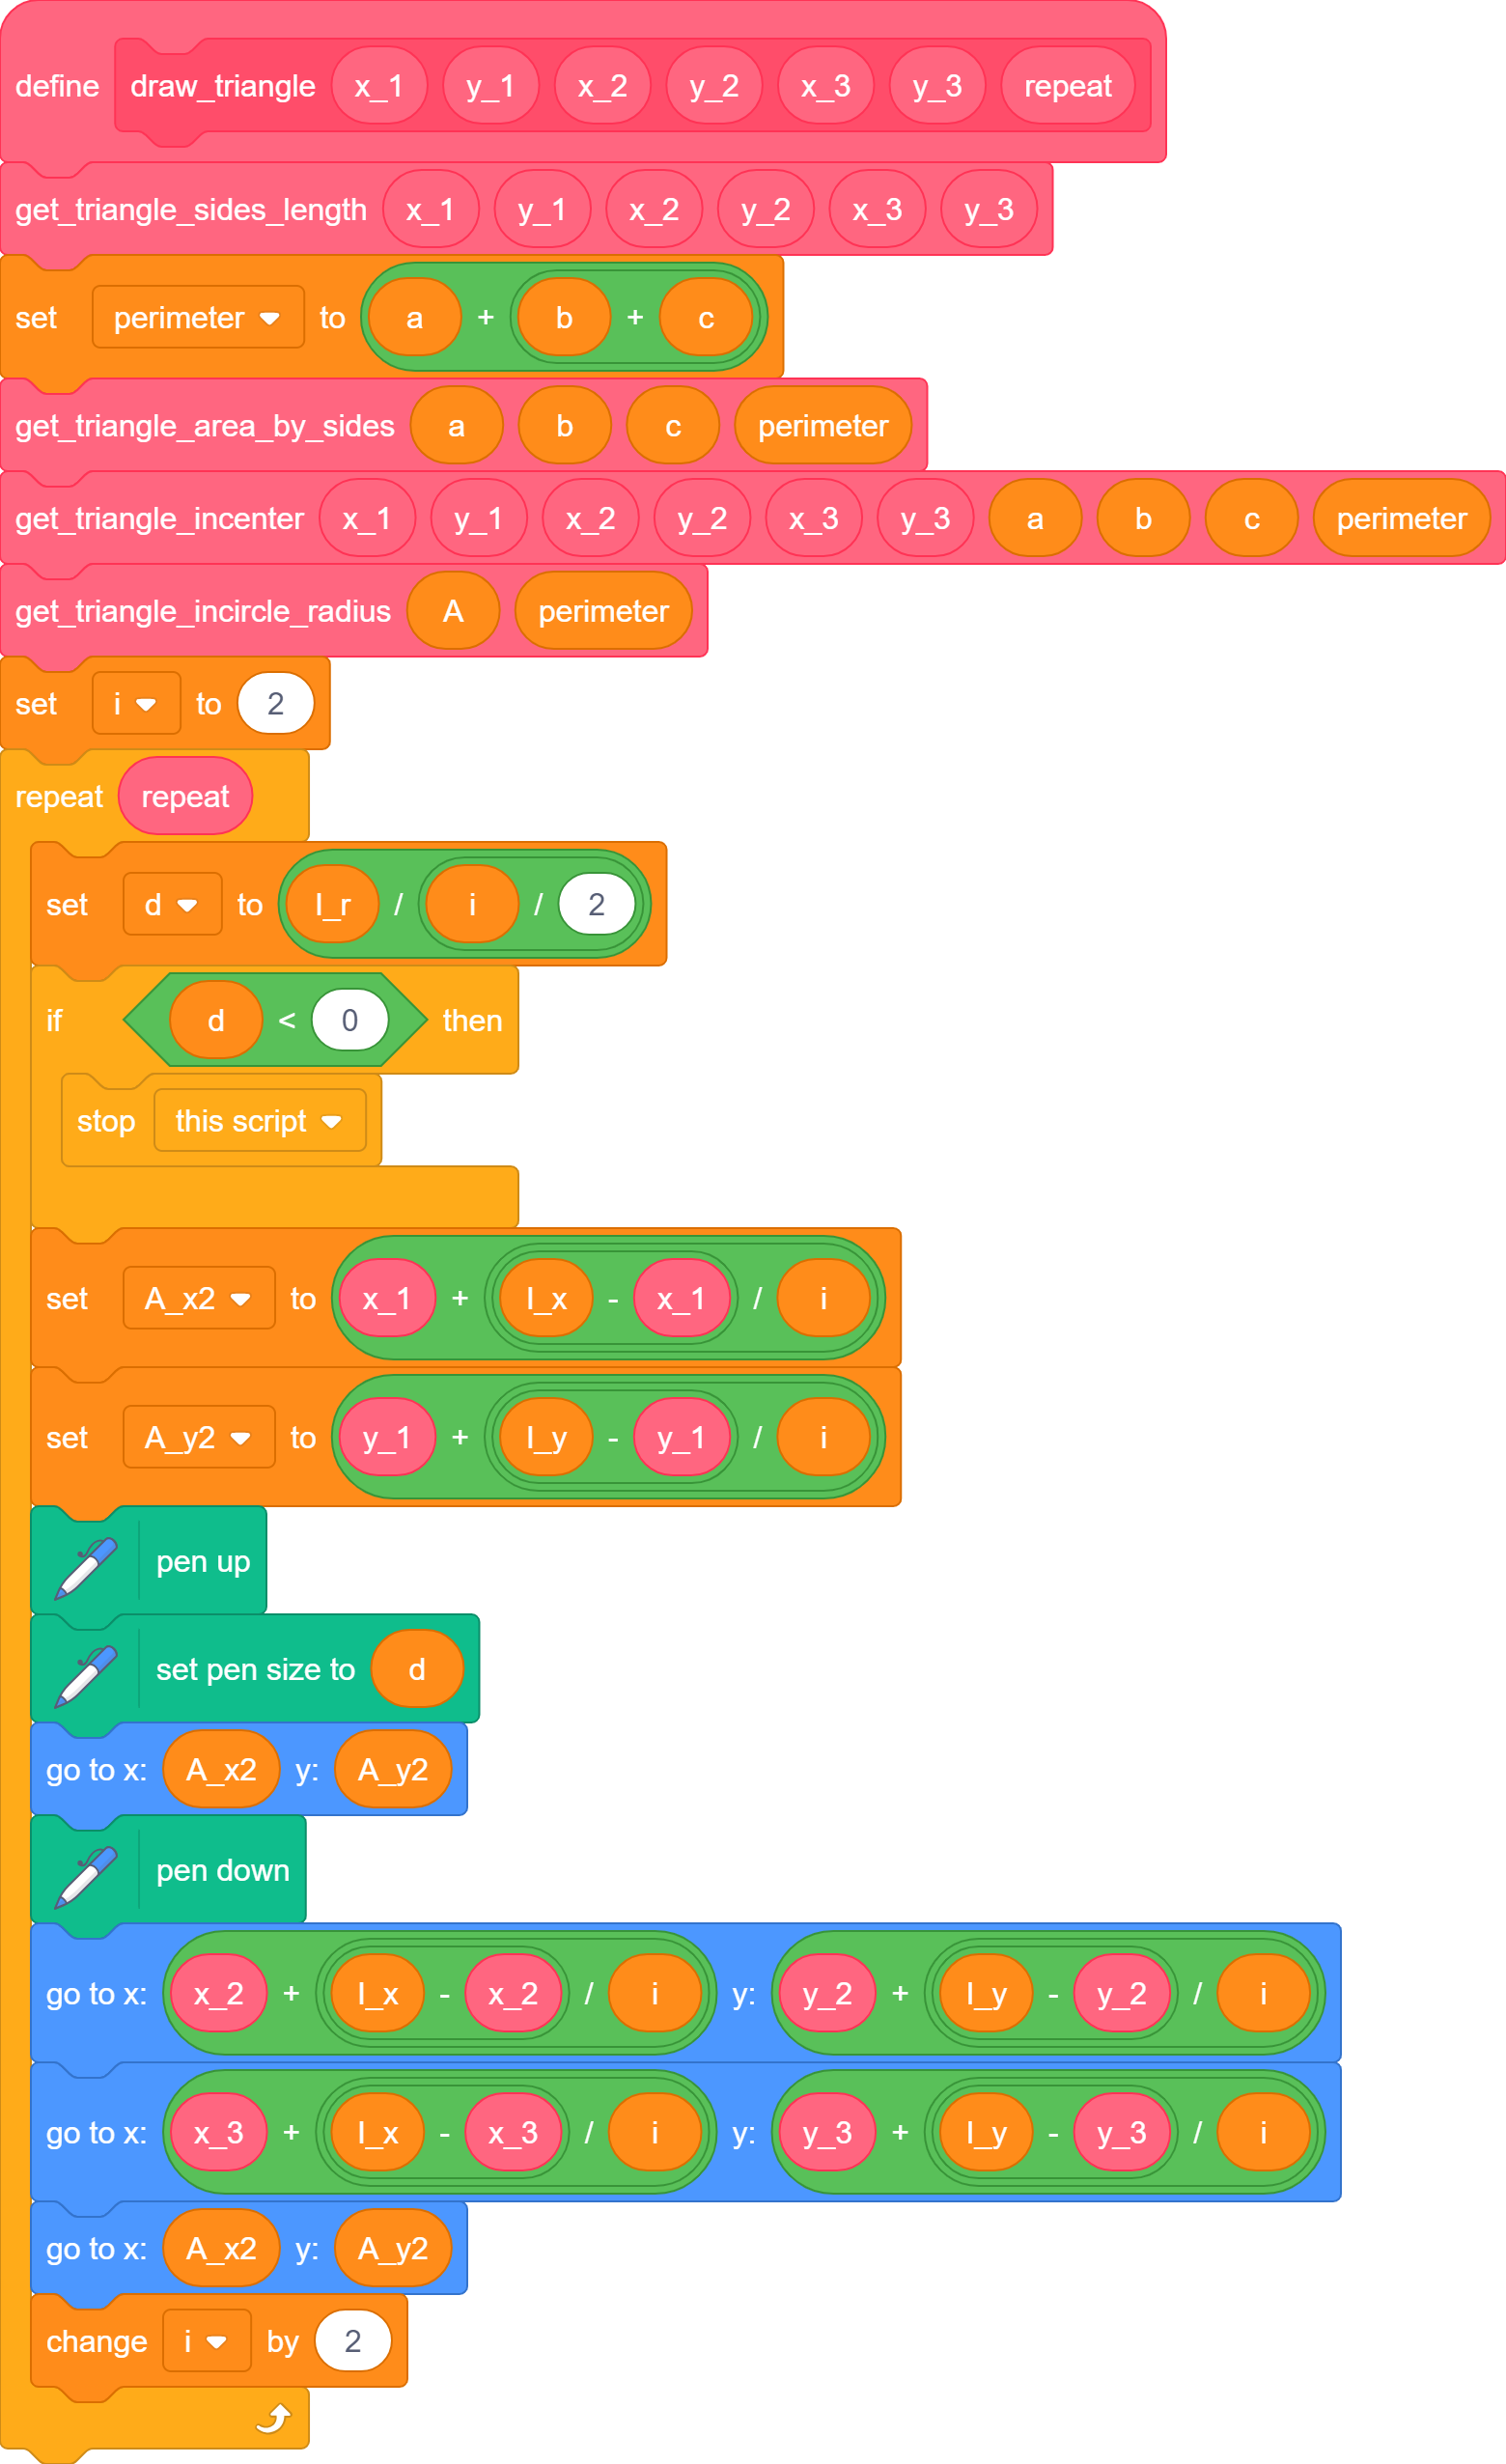 define draw_triangle x_1 y_1 x_2 y_2 x_3 y_3 repeat
get_triangle_sides_length x_1 y_1 x_2 y_2 x_3 y_3
set perimeter to a + b + c
get_triangle_area_by_sides a b c perimeter
get_triangle_incenter x_1 y_1 x_2 y_2 x_3 y_3 a b c perimeter
get_triangle_incircle_radius A perimeter
set i to 2
repeat repeat
set d to I_r / i / 2
if d < 0 then
stop this script
set A_x2 to x_1 + I_x - x_1 / i
set A_y2 to y_1 + I_y - y_1 / i
pen up
set pen size to d
go to x: A_x2 y: A_y2
pen down
go to x: x_2 + I_x - x_2 / i y: y_2 + I_y - y_2 / i
go to x: x_3 + I_x - x_3 / i y: y_3 + I_y - y_3 / i
go to x: A_x2 y: A_y2
change i by 2